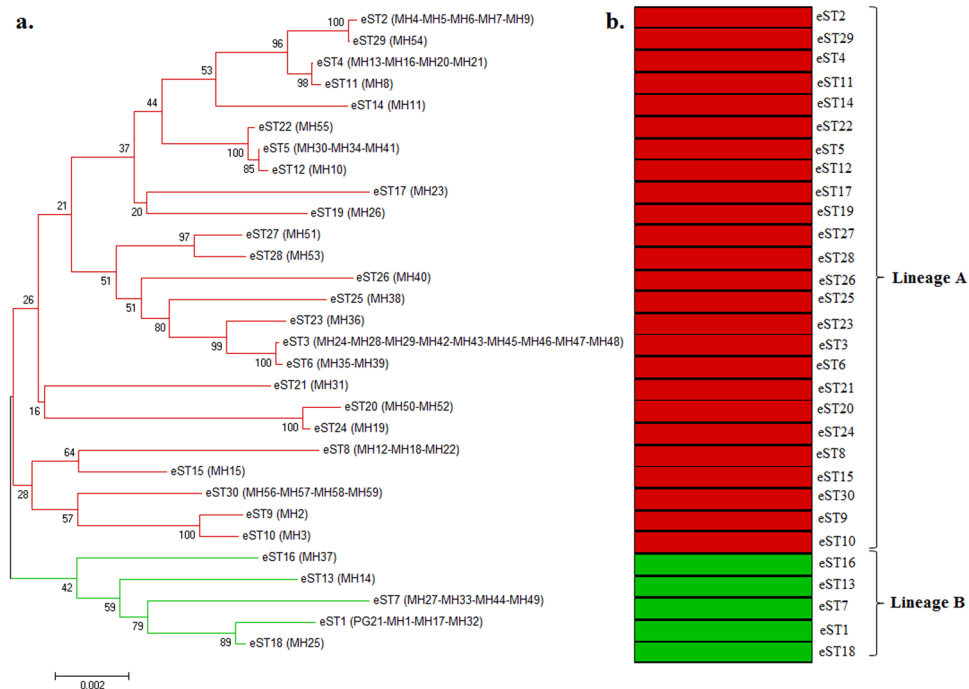 a.
eST2 (MH4-MH5-MH6-MH7-MH9)
100
eST29 (MH54)
96
eST4 (MH13-MH16-MH20-MH21)
53
98
eST11 (MH8)
44
eST14 (MH11)
eST22 (MH55)
37
100
eST5 (MH30-MH34-MH41)
85
eST12 (MH10)
eST17 (MH23)
21
20
eST19 (MH26)
97
eST27 (MH51)
eST28 (MH53)
51
eST26 (MH40)
26
51
eST25 (MH38)
80
eST23 (MH36)
99
eST3 (MH24-MH28-MH29-MH42-MH43-MH45-MH46-MH47-MH48)
100
eST6 (MH35-MH39)
eST21 (MH31)
16
eST20 (MH50-MH52)
100
eST24 (MH19)
64
eST8 (MH12-MH18-MH22)
eST15 (MH15)
28
eST30 (MH56-MH57-MH58-MH59)
57
eST9 (MH2)
100
eST10 (MH3)
eST16 (MH37)
42
eST13 (MH14)
59
eST7 (MH27-MH33-MH44-MH49)
79
eST1 (PG21-MH1-MH17-MH32)
89
eST18 (MH25)
0.002
b.
eST2
eST29
eST4
eST11
eST14
eST22
eST5
eST12
eST17
eST19
eST27
eST28
eST26
eST25
eST23
eST3
eST6
eST21
eST20
eST24
eST8
eST15
eST30
eST9
eST10
eST16
eST13
eST7
eST1
eST18
Lineage A
Lineage B